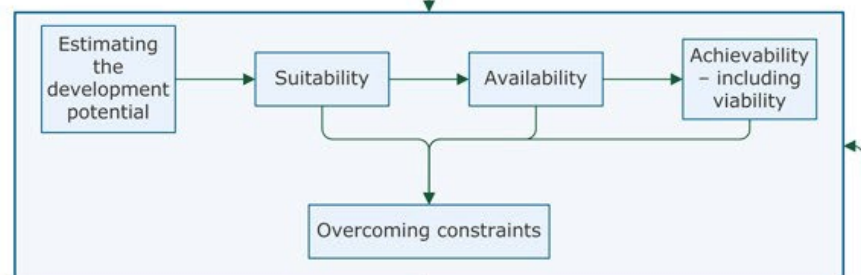 Estimating
the
development
potential
Suitability
Availability
Achievability
– including
viability
Overcoming constraints